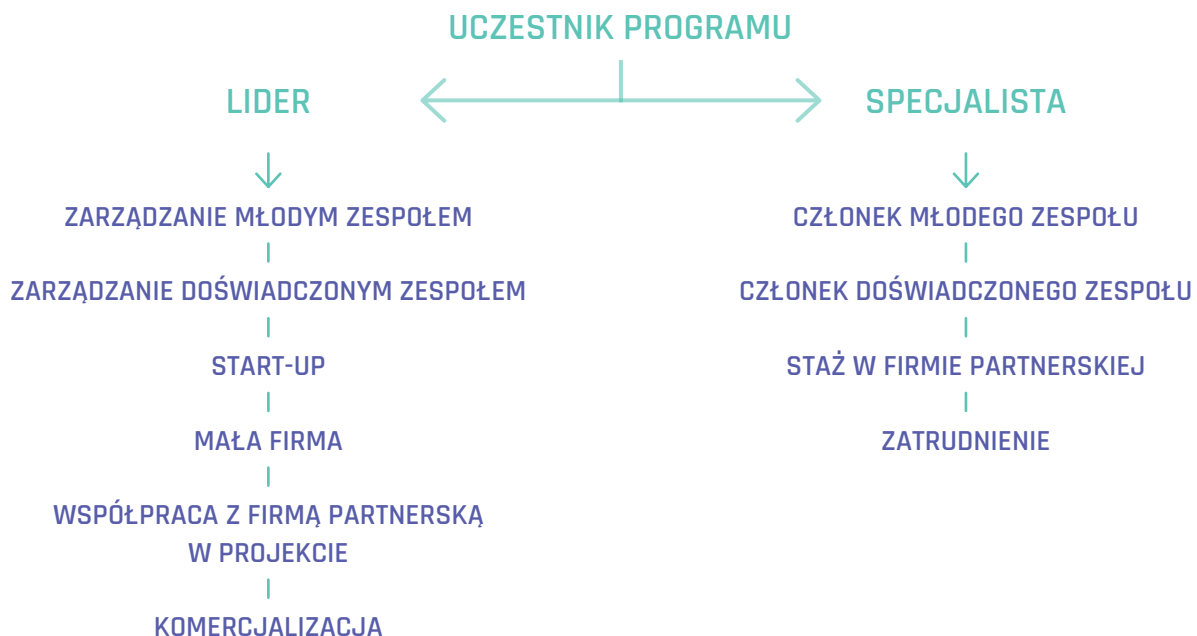 UCZESTNIK PROGRAMU
LIDER
ZARZĄDZANIE MŁODYM ZESPOŁEM
ZARZĄDZANIE DOŚWIADCZONYM ZESPOŁEM
START-UP
MAŁA FIRMA
WSPÓŁPRACA Z FIRMĄ PARTNERSKĄ
W PROJEKCIE
KOMERCJALIZACJA
SPECJALISTA
CZŁONEK MŁODEGO ZESPOŁU
CZŁONEK DOŚWIADCZONEGO ZESPOŁU
STAŻ W FIRMIE PARTNERSKIEJ
ZATRUDNIENIE